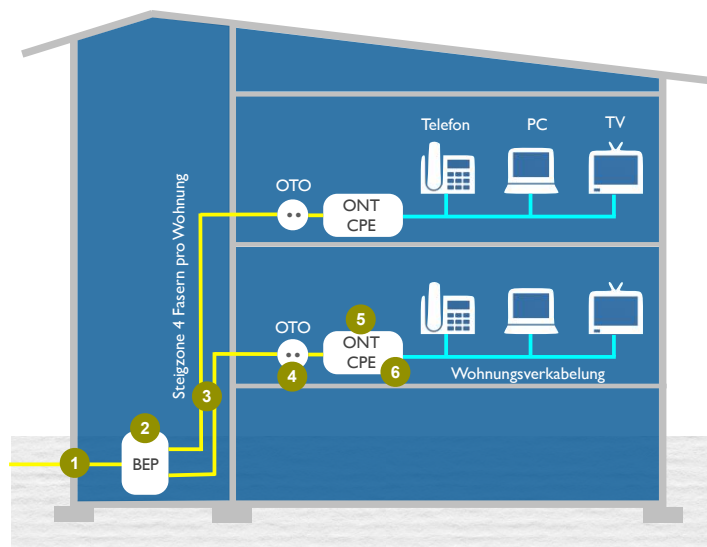 Telefon PC TV
OTO
ONT
CPE
Steigzone 4 Fasern pro Wohnung
5
OTO
ONT
CPE
4
6
Wohnungsverkabelung
3
2
BEP
1